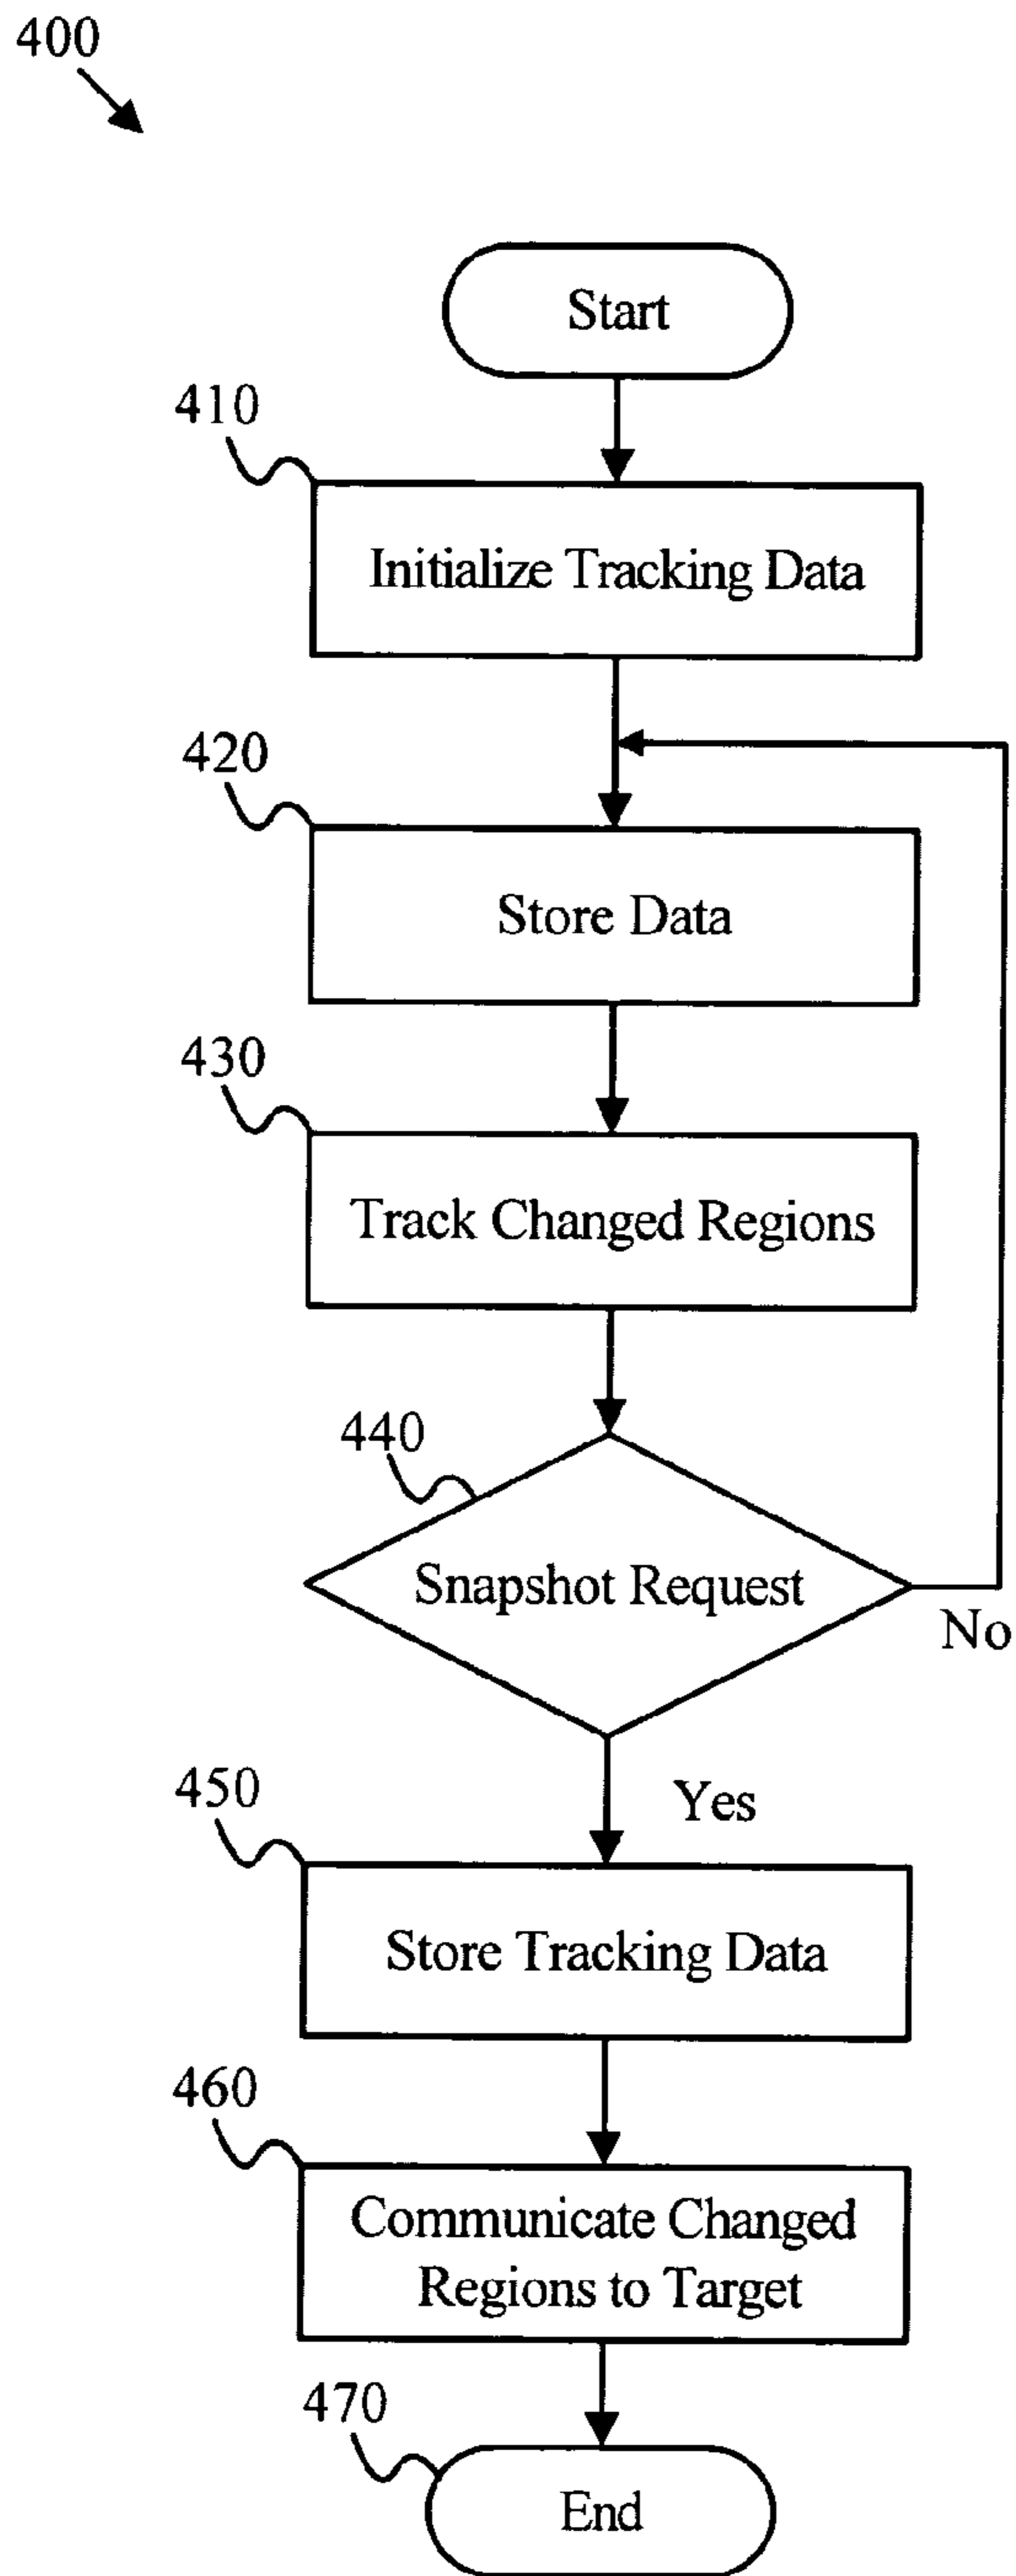 400
Start
410
Initialize Tracking Data
420
Store Data
430
Track Changed Regions
440
Snapshot Request
No
Yes
450
Store Tracking Data
460
Communicate Changed
Regions to Target
470
End